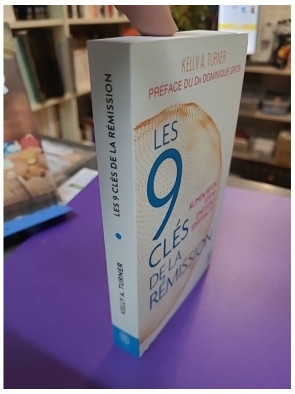 LES 9 CLÉS DE LA RÉMISSION
KELLY A. TURNER
KELLY A. TURNER
PRÉFACE DU Dr DOMINIQUE
LES
9
CLÉS
DE LA
RÉMISSION
ALIMENTATION